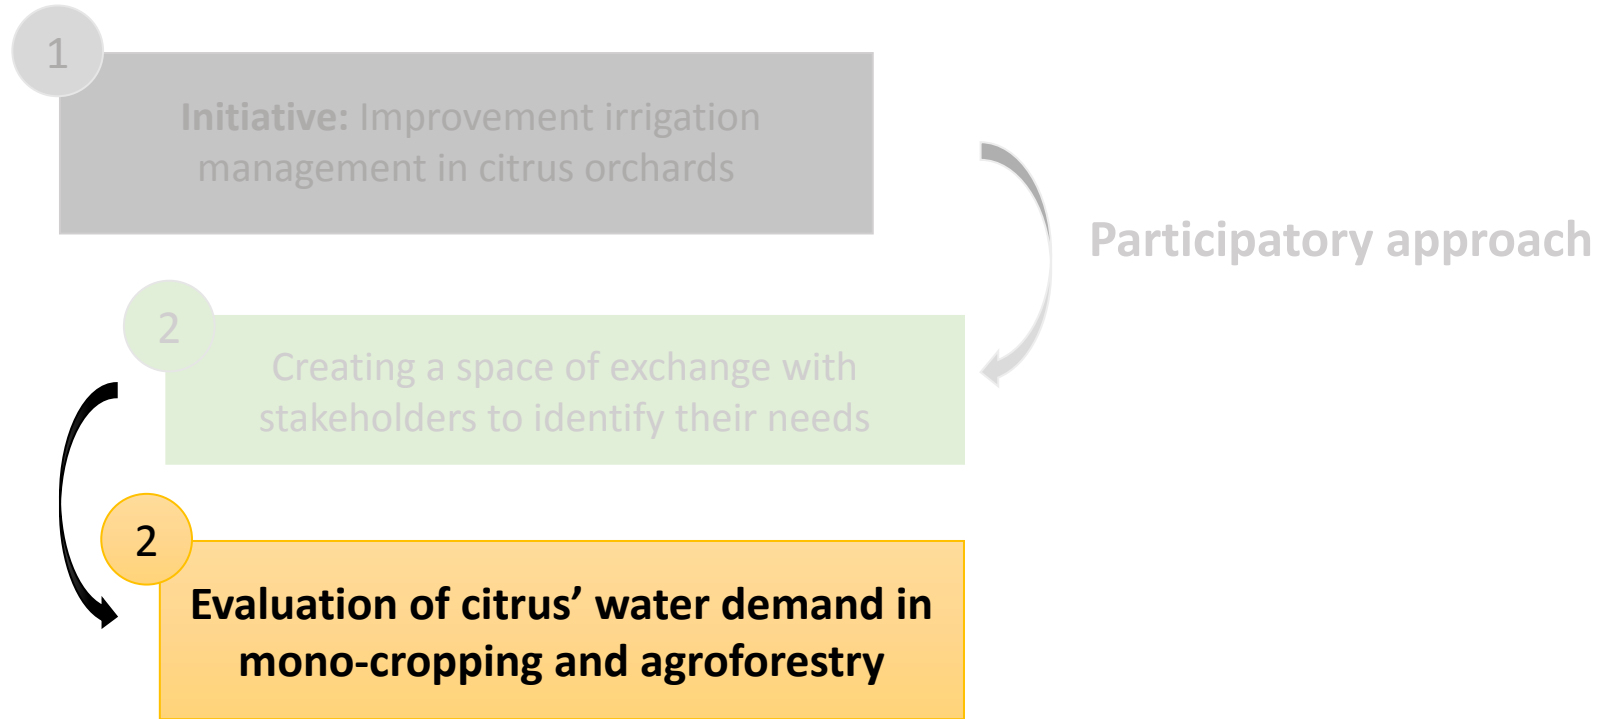 1
Initiative: Improvement irrigation
management in citrus orchards
Participatory approach
2
Creating a space of exchange with
stakeholders to identify their needs
2
Evaluation of citrus’ water demand in
mono-cropping and agroforestry